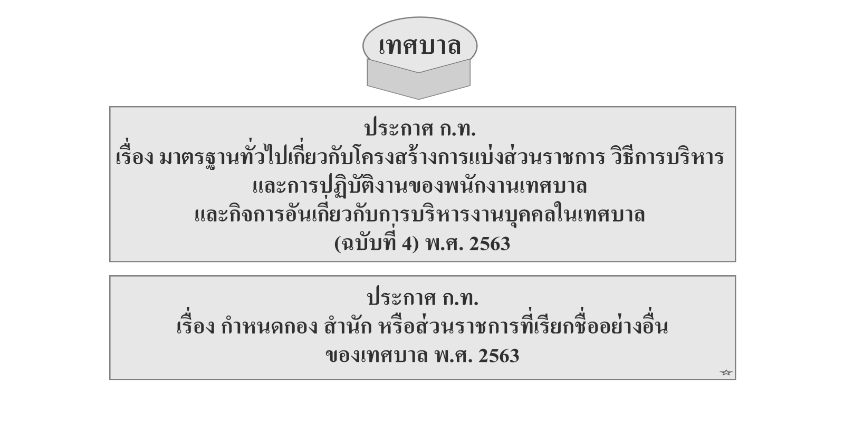 เทศบาล
ประกาศ ก.ท.
เรื่อง มาตรฐานทั่วไปเกี่ยวกับโครงสร้างการแบ่งส่วนราชการ วิธีการบริหาร
และการปฏิบัติงานของพนักงานเทศบาล
และกิจการอันเกี่ยวกับการบริหารงานบุคคลในเทศบาล
(ฉบับที่ 4) พ.ศ. 2563
ประกาศ ก.ท.
เรื่อง กำหนดกอง สำนัก หรือส่วนราชการที่เรียกชื่ออย่างอื่น
ของเทศบาล พ.ศ. 2563